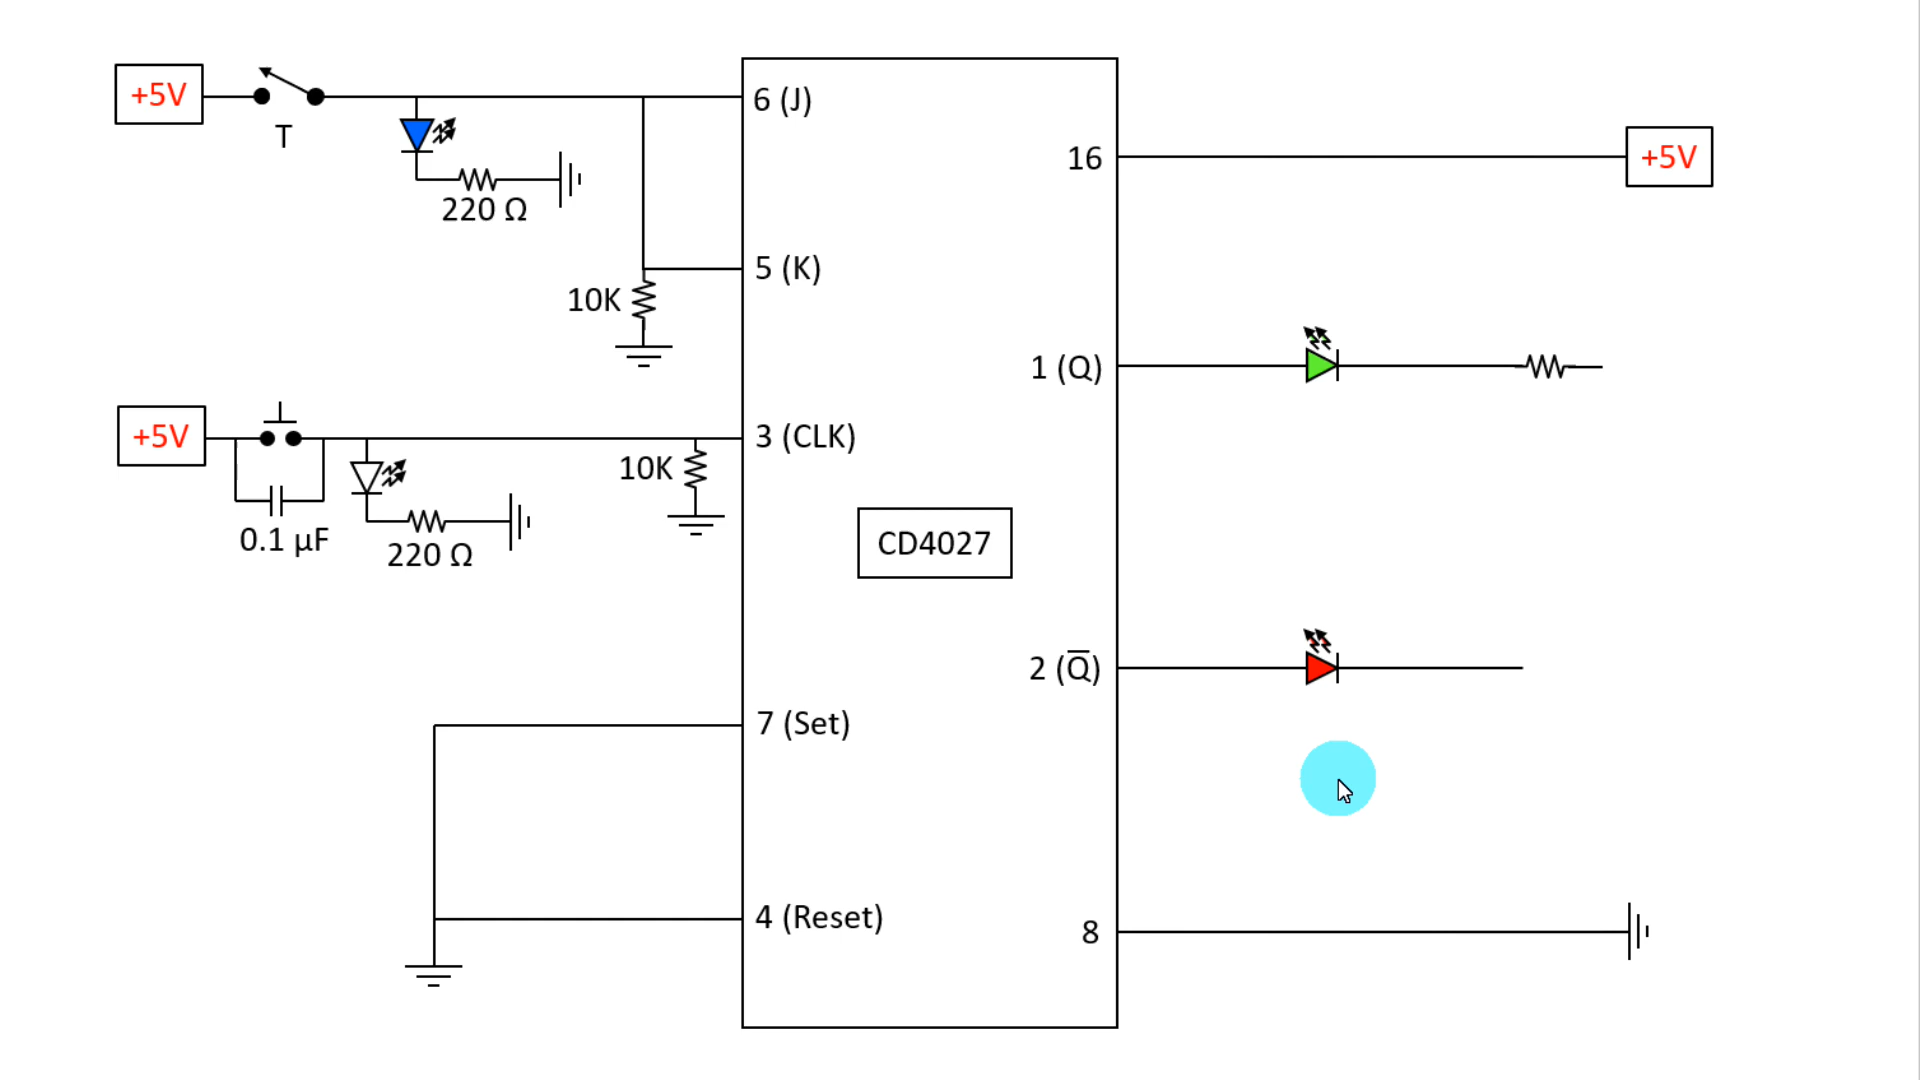 +5V
T
220 Ω
6 (J)
16
+5V
5 (K)
10K
1 (Q)
+5V
3 (CLK)
10K
0.1 µF
220 Ω
CD4027
2 (Q̅)
7 (Set)
4 (Reset)
8